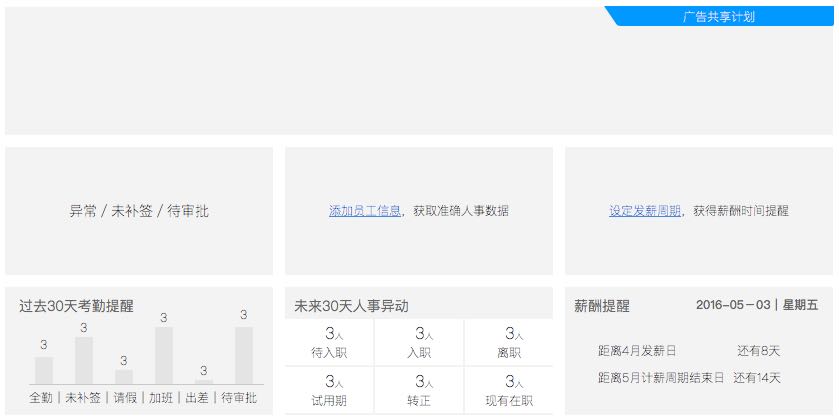 广告共享计划
异常 / 未补签 / 待审批
添加员工信息，获取准确人事数据
设定发薪周期，获得薪酬时间提醒
过去30天考勤提醒
3 3 3 3 3 3
全勤｜未补签｜请假｜加班｜出差｜待审批
未来30天人事异动
3人 3人 3人
待入职 入职 离职
3人 3人 3人
试用期 转正 现有在职
薪酬提醒 2016-05-03｜星期五
距离4月发薪日 还有8天
距离5月计薪周期结束日 还有14天